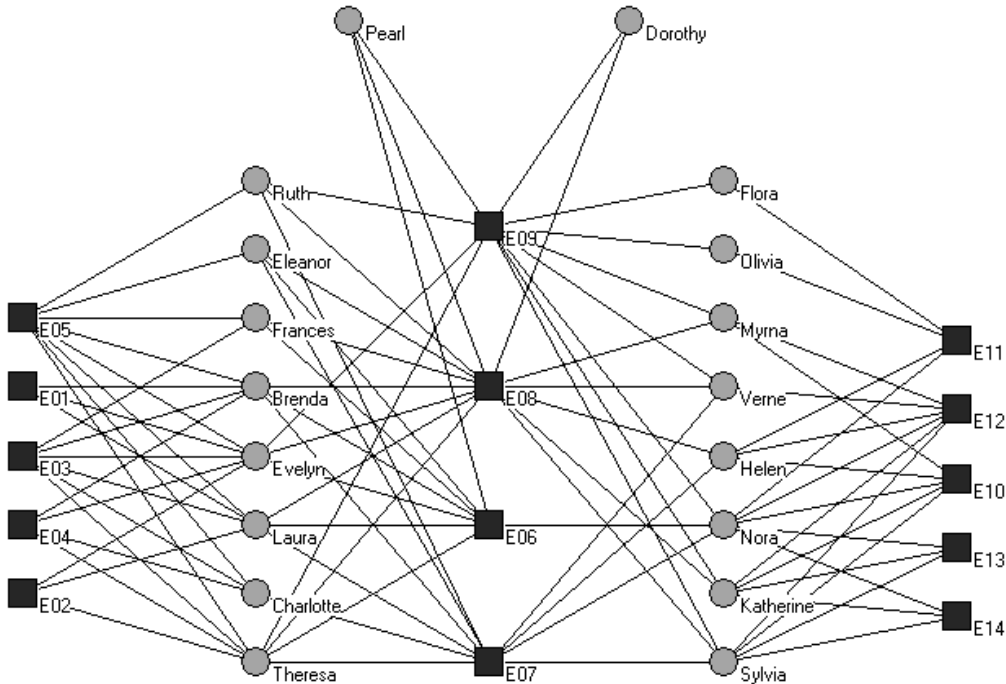 Pearl
Dorothy
Ruth
Flora
E09
Eleanor
Olivia
E05
Frances
Myrna
E11
E01
Brenda
E08
Verne
E12
E03
Evelyn
Helen
E10
E04
Laura
E06
Nora
E13
E02
Charlotte
Katherine
E14
Theresa
E07
Sylvia